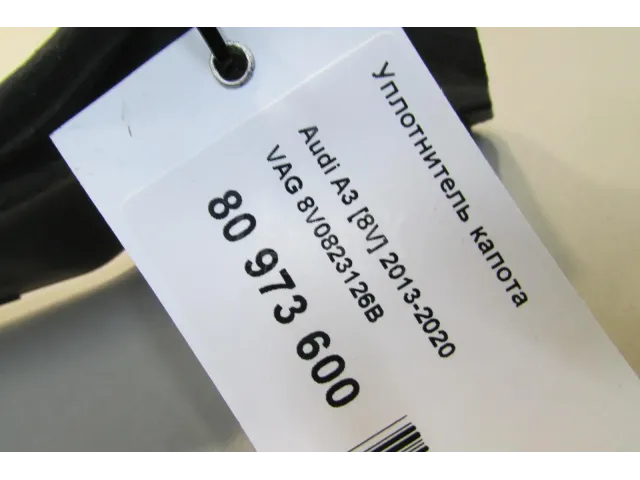 Уплотнитель капота
Audi A3 [8V] 2013-2020
VAG 8V0823126B
80 973 600